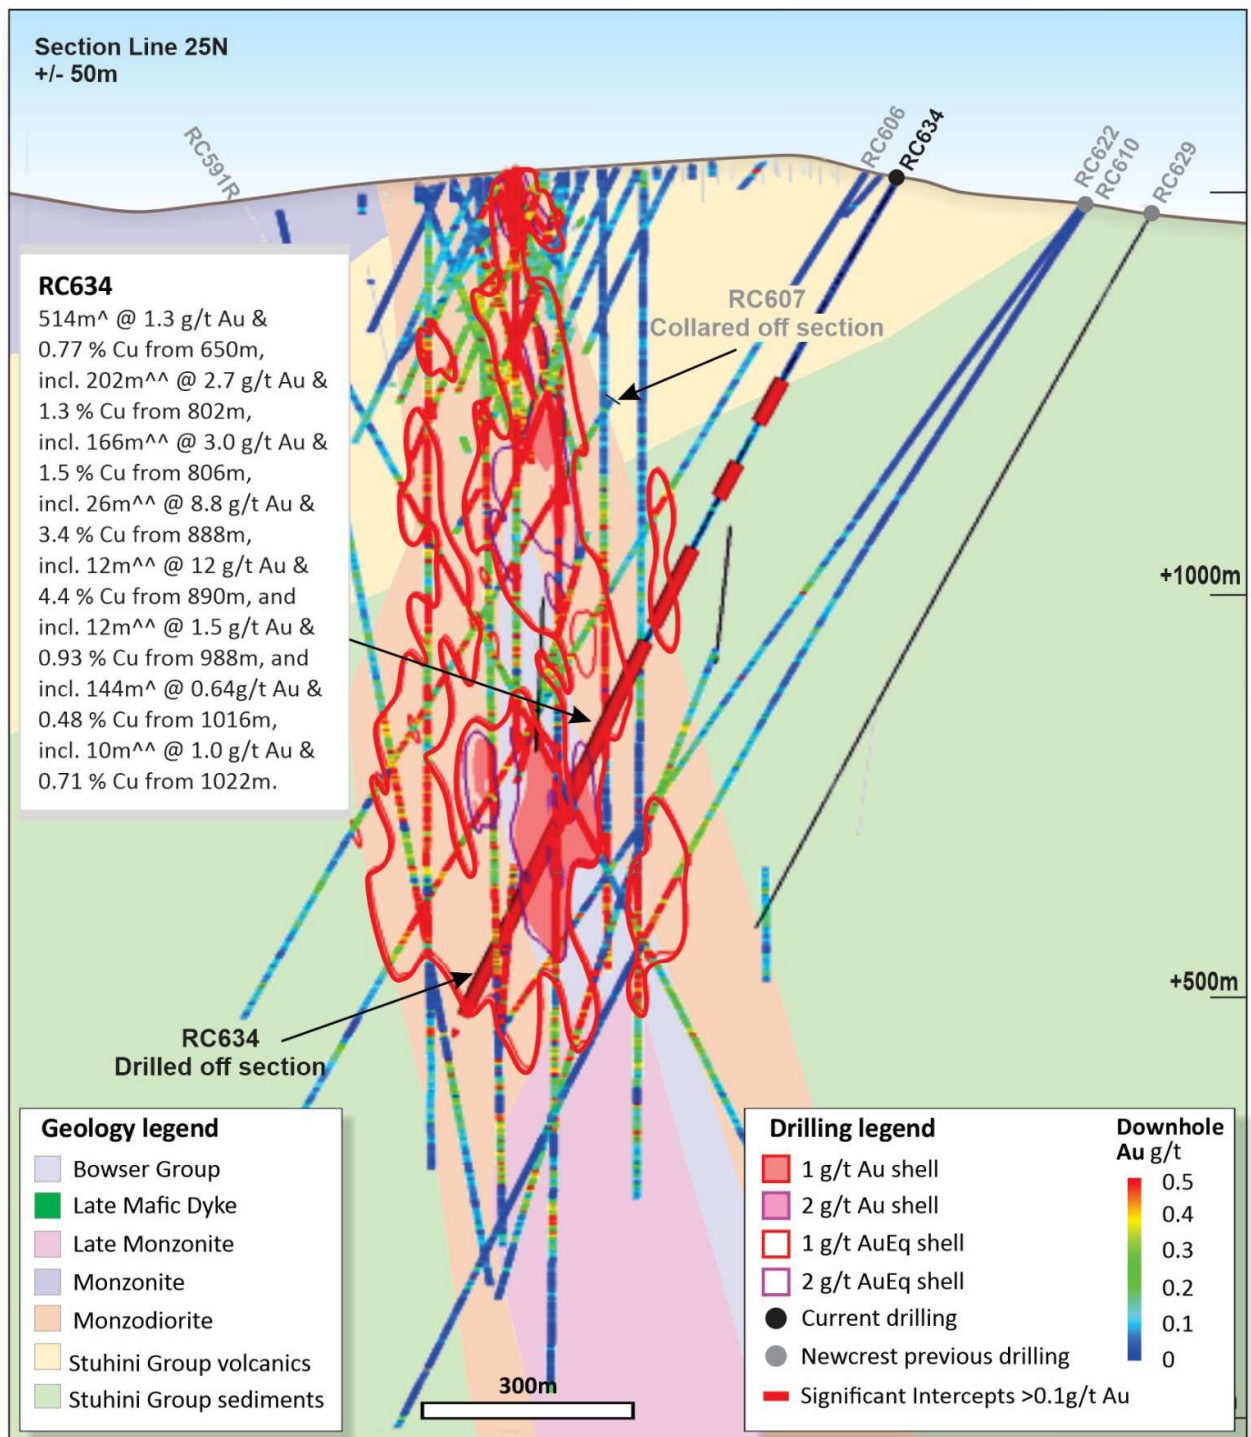 Section Line 25N
+/- 50m
RC591R
RC606
RC634
RC622
RC610
RC629
RC634
514m^ @ 1.3 g/t Au &
0.77 % Cu from 650m,
incl. 202m^^ @ 2.7 g/t Au &
1.3 % Cu from 802m,
incl. 166m^^ @ 3.0 g/t Au &
1.5 % Cu from 806m,
incl. 26m^^ @ 8.8 g/t Au &
3.4 % Cu from 888m,
incl. 12m^^ @ 12 g/t Au &
4.4 % Cu from 890m, and
incl. 12m^^ @ 1.5 g/t Au &
0.93 % Cu from 988m, and
incl. 144m^ @ 0.64g/t Au &
0.48 % Cu from 1016m,
incl. 10m^^ @ 1.0 g/t Au &
0.71 % Cu from 1022m.
RC607
Collared off section
+1000m
+500m
RC634
Drilled off section
Geology legend
Bowser Group
Late Mafic Dyke
Late Monzonite
Monzonite
Monzodiorite
Stuhini Group volcanics
Stuhini Group sediments
300m
Drilling legend
1 g/t Au shell
2 g/t Au shell
1 g/t AuEq shell
2 g/t AuEq shell
Current drilling
Newcrest previous drilling
Significant Intercepts >0.1g/t Au
Downhole
Au g/t
0.5
0.4
0.3
0.2
0.1
0